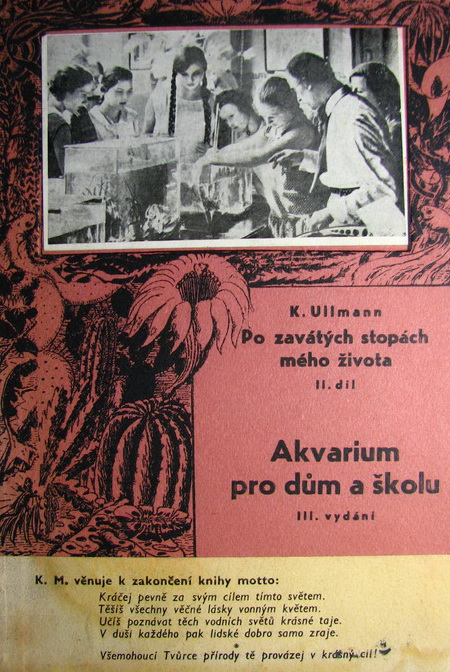 K. Ullmann
Po zavátých stopách
mého života
II. díl
Akvarium
pro dům a školu
III. vydání
K. M. věnuje k zakončení knihy motto:
Kráčej pevně za svým cílem tímto světem.
Těšíš všechny věčné lásky vonným květem.
Učíš poznávat těch vodních světů krásné taje.
V duši každého pak lidské dobro samo zraje.
Všemohoucí Tvůrce přírody tě provázej v krásný cíl!